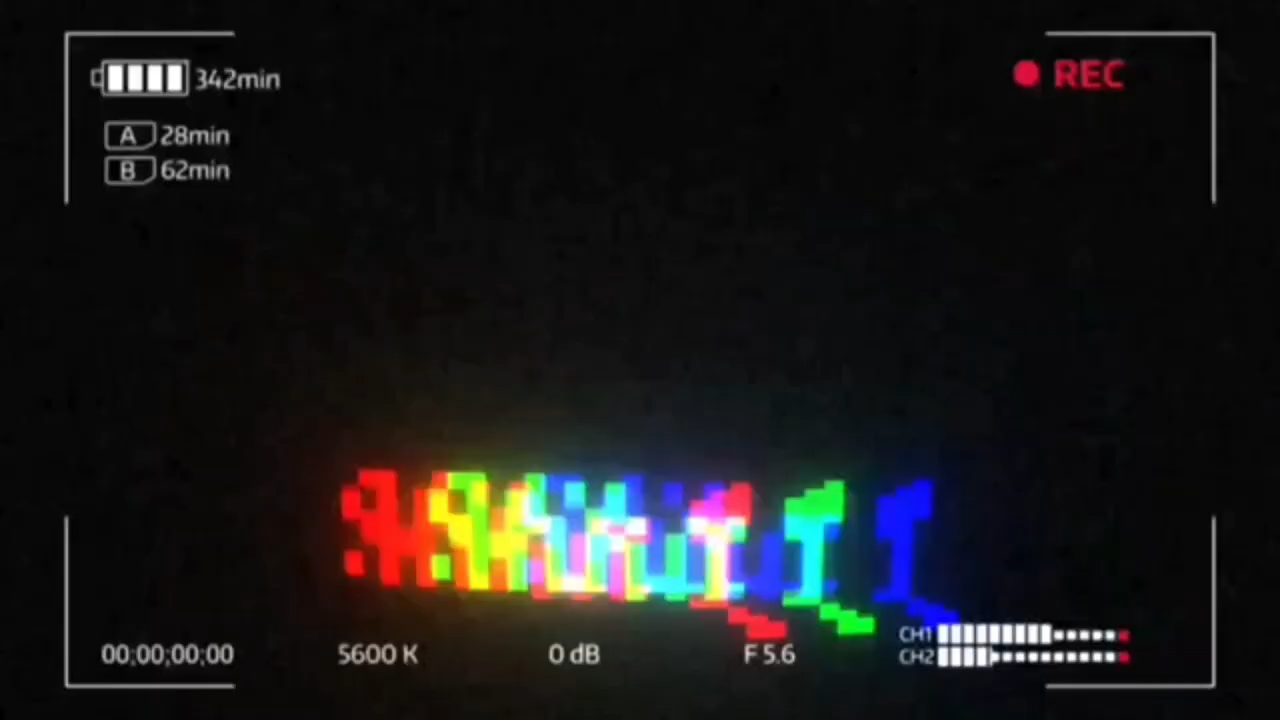 342min
REC
A 28min
B 62min
00;00;00;00
5600 K
0 dB
F 5.6
CH1
CH2